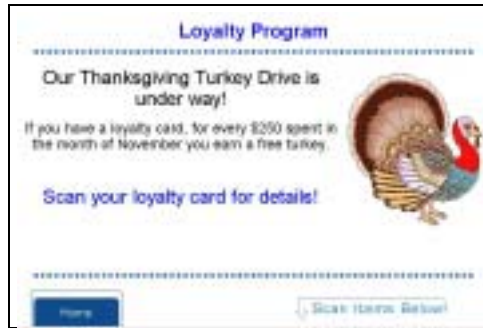 Loyalty Program
Our Thanksgiving Turkey Drive is
under way!
If you have a loyalty card, for every $250 spent in
the month of November you earn a free turkey.
Scan your loyalty card for details!
Home
Scan Items Below!